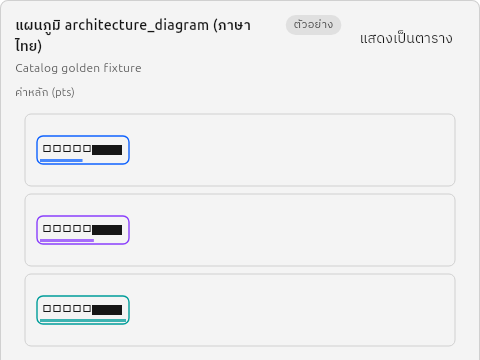 แผนภูมิ architecture_diagram (ภาษา
ไทย)
ตัวอย่าง
แสดงเป็นตาราง
Catalog golden fixture
ค่าหลัก (pts)